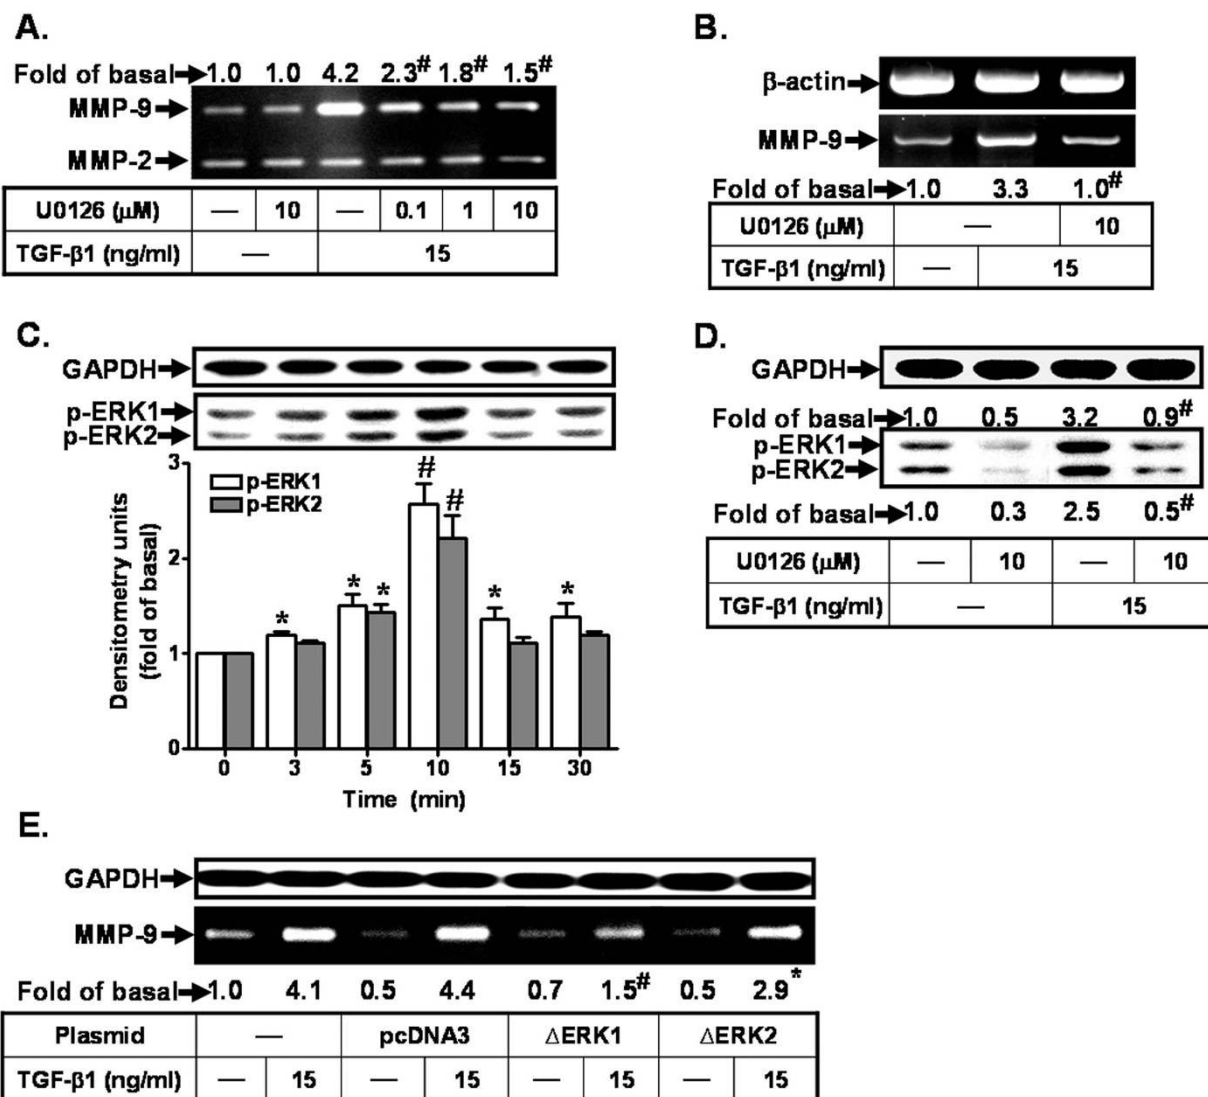 A.
Fold of basal 1.0 1.0 4.2 2.3# 1.8# 1.5#
MMP-9
MMP-2
U0126 (μM) — 10 — 0.1 1 10
TGF-β1 (ng/ml) — 15
B.
β-actin
MMP-9
Fold of basal 1.0 3.3 1.0#
U0126 (μM) — 10
TGF-β1 (ng/ml) — 15
C.
GAPDH
p-ERK1
p-ERK2
3
2
1
0
Densitometry units
(fold of basal)
p-ERK1
p-ERK2
* * * # # * *
0 3 5 10 15 30
Time (min)
D.
GAPDH
Fold of basal 1.0 0.5 3.2 0.9#
p-ERK1
p-ERK2
Fold of basal 1.0 0.3 2.5 0.5#
U0126 (μM) — 10 — 10
TGF-β1 (ng/ml) — 15
E.
GAPDH
MMP-9
Fold of basal 1.0 4.1 0.5 4.4 0.7 1.5# 0.5 2.9*
Plasmid — pcDNA3 ΔERK1 ΔERK2
TGF-β1 (ng/ml) — 15 — 15 — 15 — 15